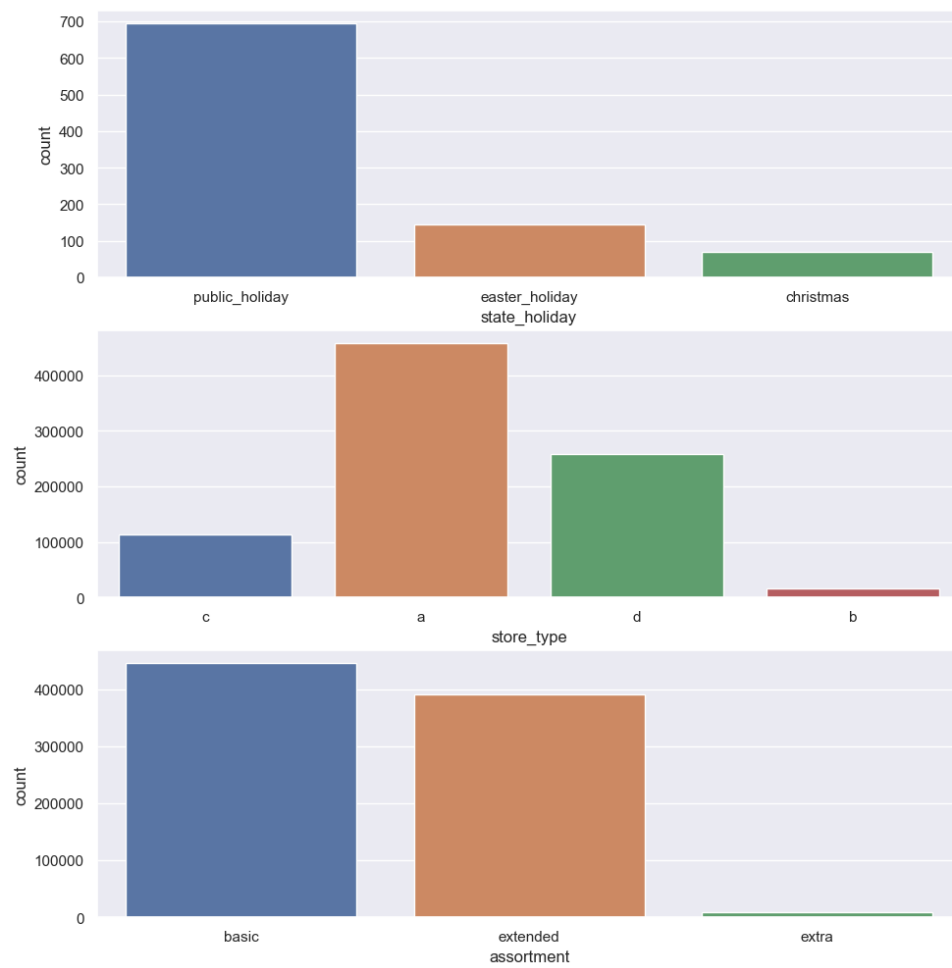 700
600
500
400
300
200
100
0
count
public_holiday easter_holiday christmas
state_holiday
400000
300000
200000
100000
0
count
c a d b
store_type
400000
300000
200000
100000
0
count
basic extended extra
assortment